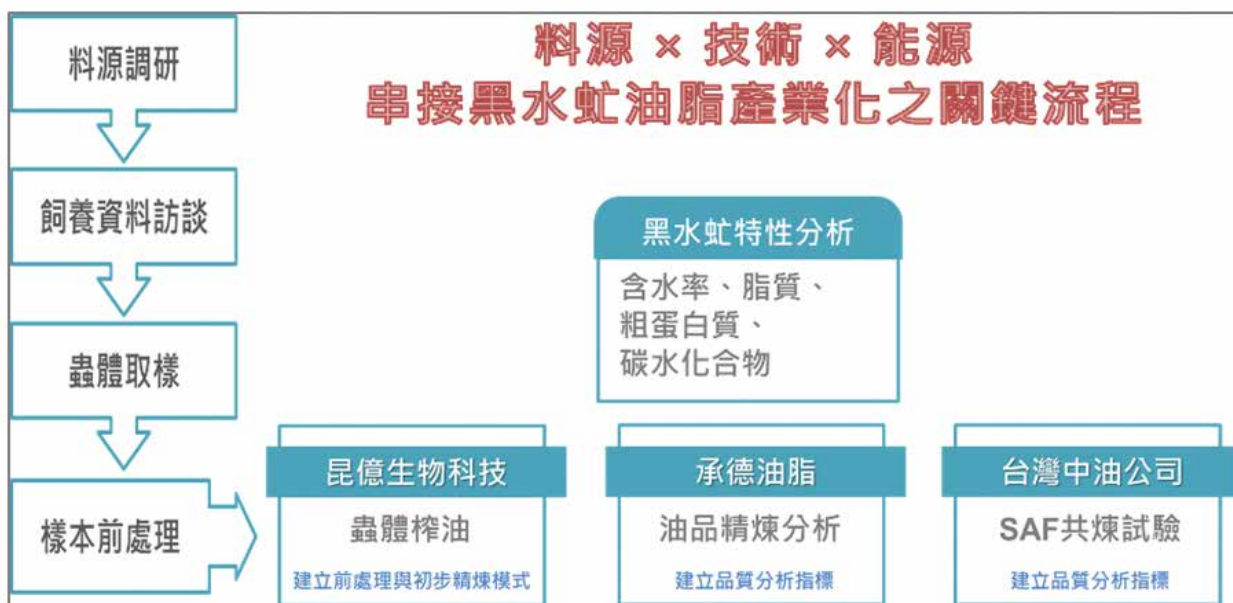 料源 × 技術 × 能源
串接黑水虻油脂產業化之關鍵流程
料源調研
飼養資料訪談
蟲體取樣
樣本前處理
黑水虻特性分析
含水率、脂質、
粗蛋白質、
碳水化合物
昆億生物科技
蟲體榨油
建立前處理與初步精煉模式
承德油脂
油品精煉分析
建立品質分析指標
台灣中油公司
SAF共煉試驗
建立品質分析指標